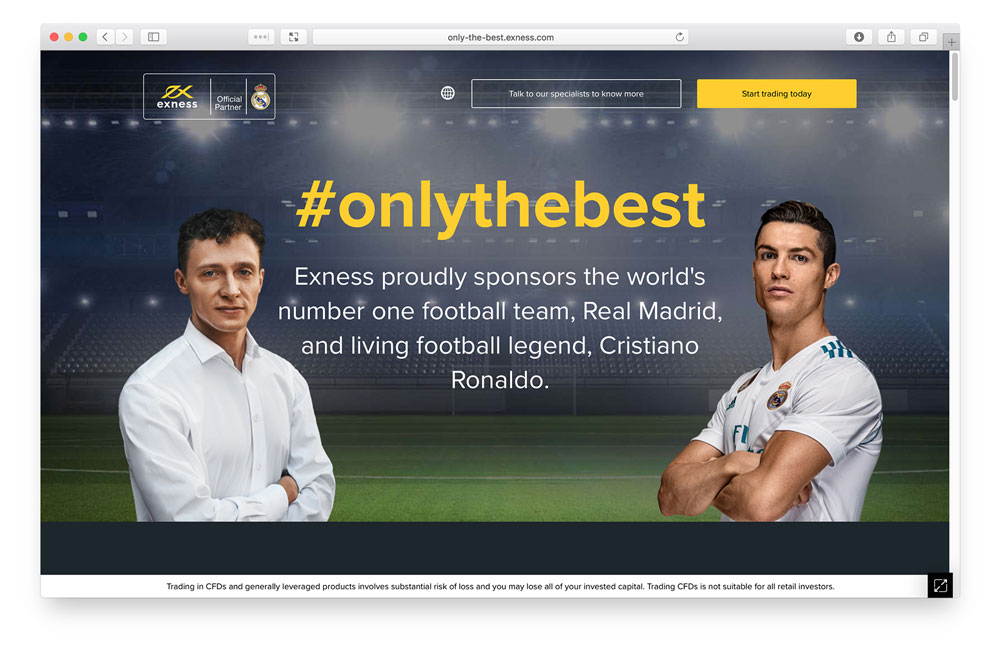 only-the-best.exness.com
exness
Official
Partner
Talk to our specialists to know more
Start trading today
#onlythebest
Exness proudly sponsors the world's
number one football team, Real Madrid,
and living football legend, Cristiano
Ronaldo.
Trading in CFDs and generally leveraged products involves substantial risk of loss and you may lose all of your invested capital. Trading CFDs is not suitable for all retail investors.